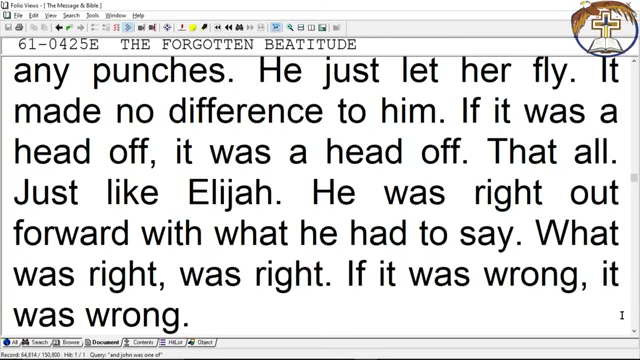 Folio Views - [ The Message & Bible ]
File Edit View Search Tools Window Help
61-0425E THE FORGOTTEN BEATITUDE
any punches. He just let her fly. It
made no difference to him. If it was a
head off, it was a head off. That all.
Just like Elijah. He was right out
forward with what he had to say. What
was right, was right. If it was wrong, it
was wrong.
All Search Browse Document Contents HitList Object
Record: 64,814 / 150,800 Hit: 1 / 1 Query: "and john was one of"